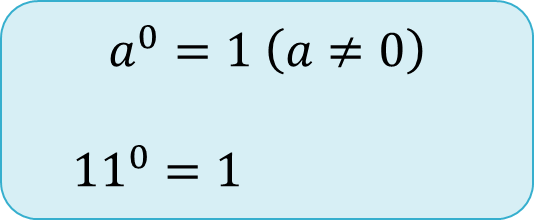 a⁰ = 1 (a ≠ 0)
11⁰ = 1